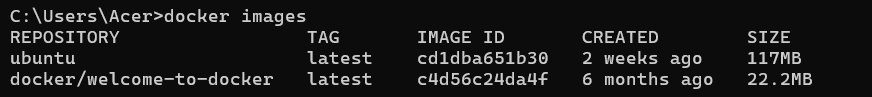 C:\Users\Acer>docker images
REPOSITORY                 TAG       IMAGE ID       CREATED        SIZE
ubuntu                     latest    cd1dba651b30   2 weeks ago    117MB
docker/welcome-to-docker   latest    c4d56c24da4f   6 months ago   22.2MB